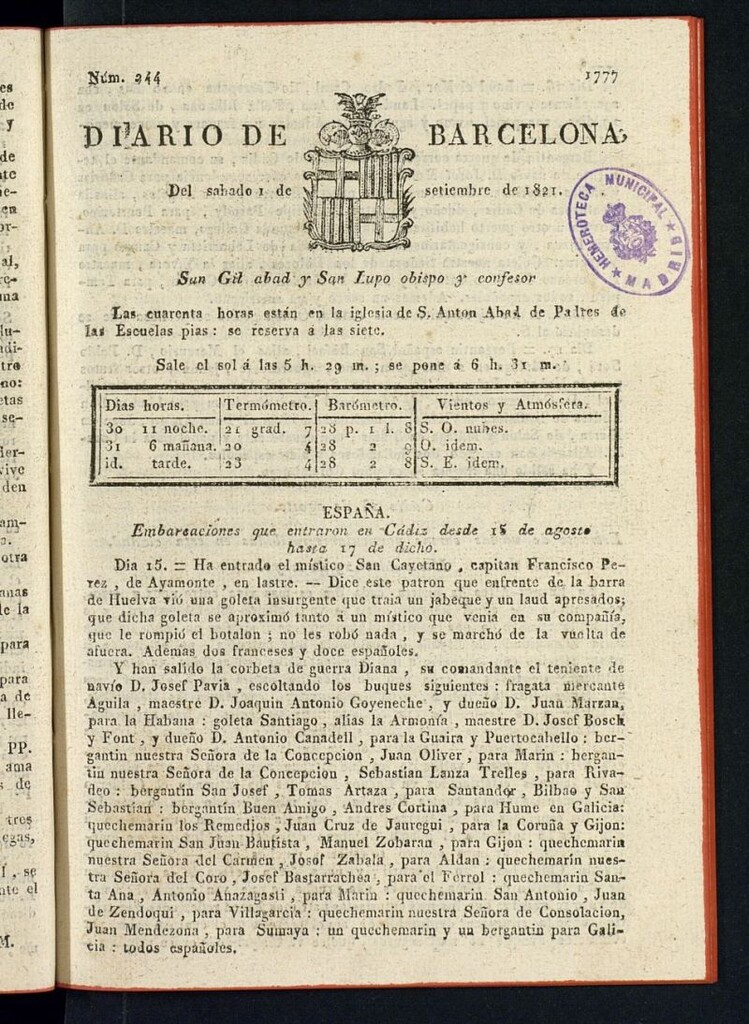 Núm. 244
1777
DIARIO DE BARCELONA,
Del sabado 1 de setiembre de 1821.
HEMEROTECA MUNICIPAL
★ MADRID ★
San Gil abad y San Lupo obispo y confesor
Las cuarenta horas están en la iglesia de S. Anton Abad de Padres de
las Escuelas pias: se reserva á las siete.
Sale el sol á las 5 h. 29 m.; se pone á 6 h. 31 m.
Dias horas. Termómetro. Barómetro. Vientos y Atmósfera.
30 11 noche. 21 grad. 7 28 p. 1 l. 8 S. O. nubes.
31 6 mañana. 20 4 28 2 9 O. idem.
id. tarde. 23 4 28 2 8 S. E. idem.
ESPAÑA.
Embarcaciones que entraron en Cádiz desde 15 de agosto
hasta 17 de dicho.
Dia 15. = Ha entrado el místico San Cayetano, capitan Francisco Pe-
rez, de Ayamonte, en lastre. — Dice este patron que enfrente de la barra
de Huelva vió una goleta insurgente que traia un jabeque y un laud apresados;
que dicha goleta se aproximó tanto á un místico que venia en su compañía,
que le rompió el botalon; no les robó nada, y se marchó de la vuelta de
afuera. Ademas dos franceses y doce españoles.
Y han salido la corbeta de guerra Diana, su comandante el teniente de
navío D. Josef Pavia, escoltando los buques siguientes: fragata mercante
Aguila, maestre D. Joaquin Antonio Goyeneche, y dueño D. Juan Marzan,
para la Habana: goleta Santiago, alias la Armonía, maestre D. Josef Bosch
y Font, y dueño D. Antonio Canadell, para la Guaira y Puertocabello: ber-
gantin nuestra Señora de la Concepcion, Juan Oliver, para Marin: bergan-
tin nuestra Señora de la Concepcion, Sebastian Lanza Trelles, para Riva-
deo: bergantin San Josef, Tomas Artaza, para Santander, Bilbao y San
Sebastian: bergantín Buen Amigo, Andres Cortina, para Hume en Galicia:
quechemarin los Remedios, Juan Cruz de Jauregui, para la Coruña y Gijon:
quechemarin San Juan Bautista, Manuel Zobaran, para Gijon: quechemarin
nuestra Señora del Carmen, Josof Zabala, para Aldan: quechemarín nues-
tra Señora del Coro, Josef Bastarrachea, para el Ferrol: quechemarin San-
ta Ana, Antonio Anazagasti, para Marin: quechemarin San Antonio, Juan
de Zendoqui, para Villagarcía: quechemarin nuestra Señora de Consolacion,
Juan Mendezona, para Sumaya: un quechemarin y un bergantin para Gali-
cia: todos españoles.